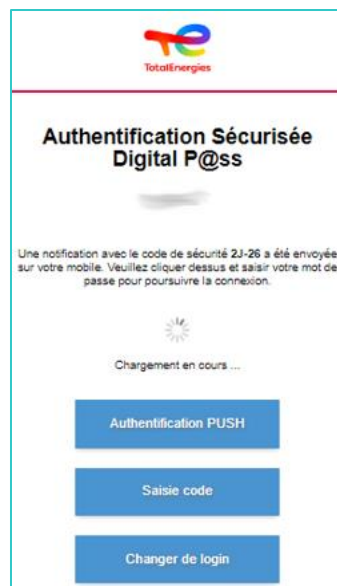 TotalEnergies
Authentification Sécurisée
Digital P@ss
Une notification avec le code de sécurité 2J-26 a été envoyée
sur votre mobile. Veuillez cliquer dessus et saisir votre mot de
passe pour poursuivre la connexion.
Chargement en cours ...
Authentification PUSH
Saisie code
Changer de login